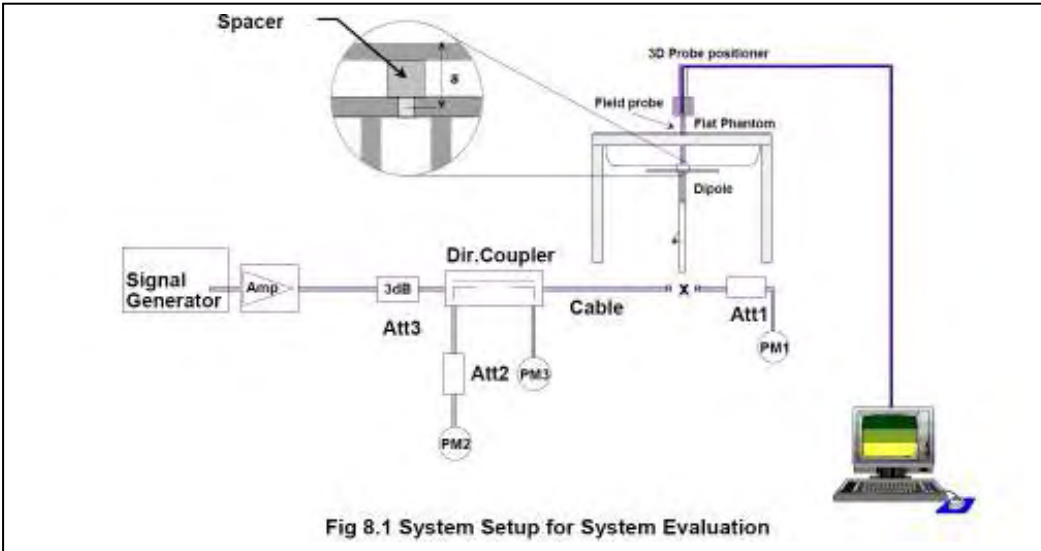 Spacer
a
3D Probe positioner
Field probe
Flat Phantom
Dipole
Signal
Generator
Amp
3dB
Att3
Dir.Coupler
Cable
x
Att1
PM1
Att2
PM3
PM2
Fig 8.1 System Setup for System Evaluation